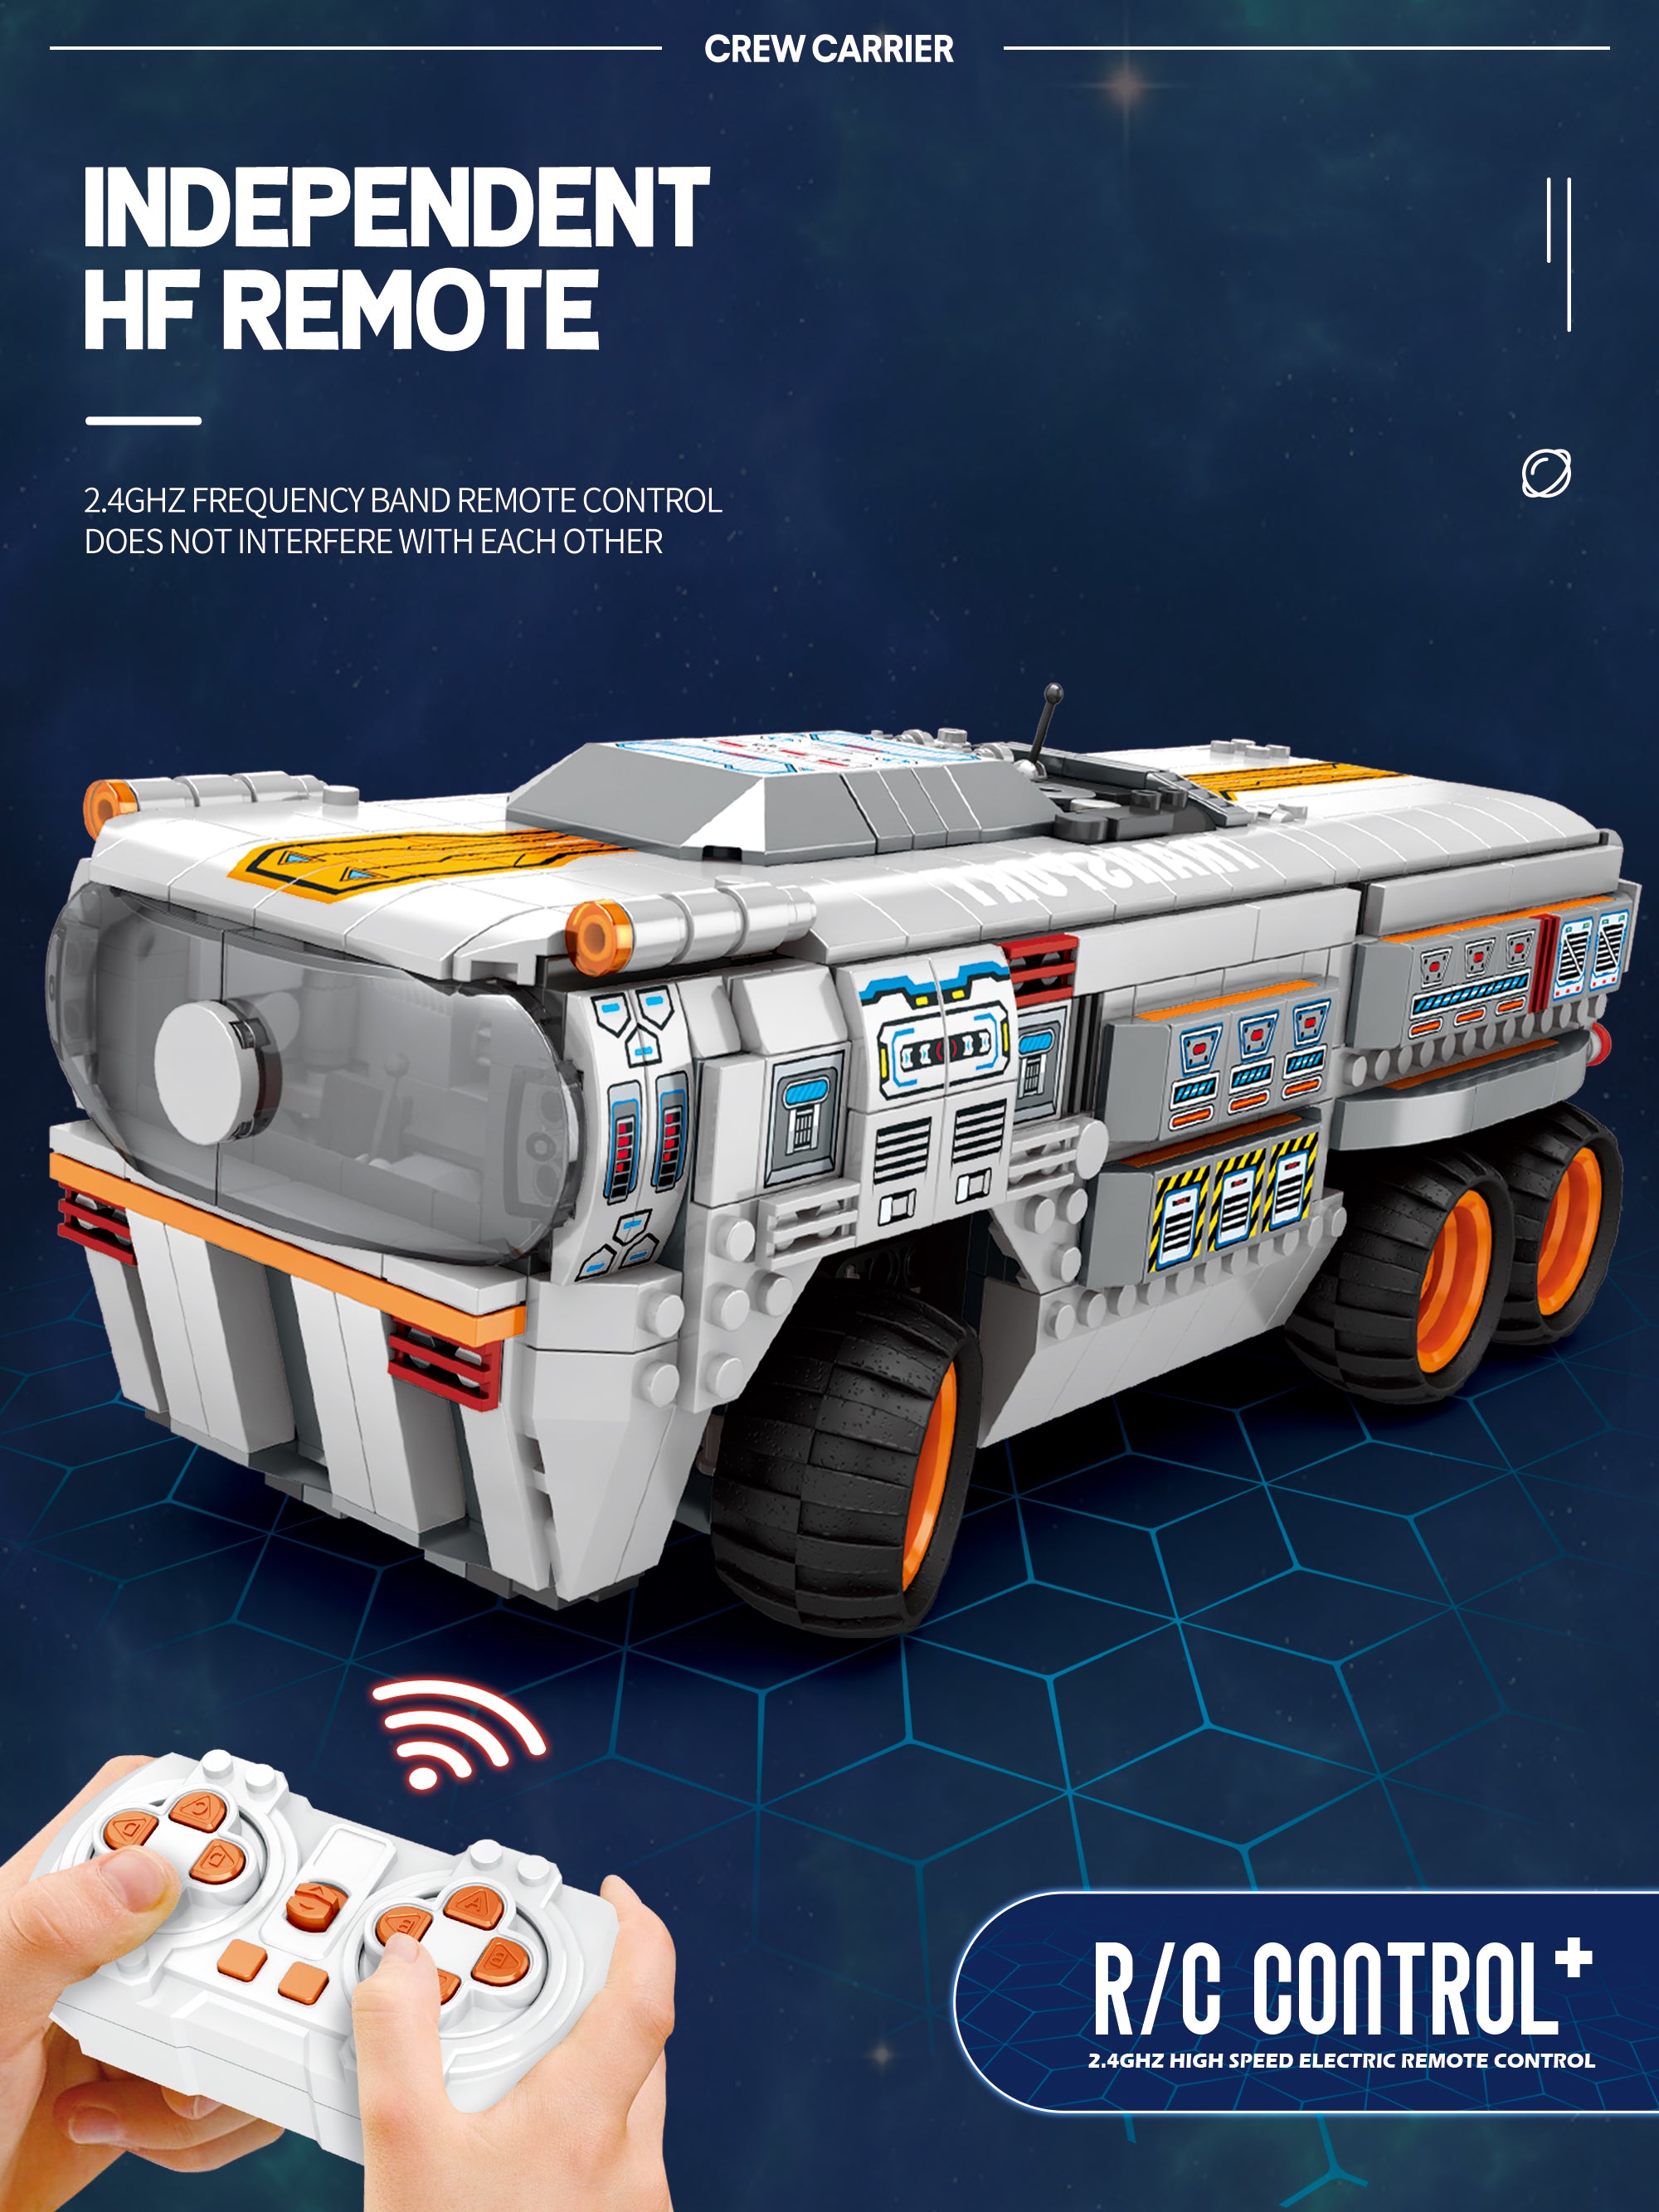 CREW CARRIER
INDEPENDENT
HF REMOTE
2.4GHZ FREQUENCY BAND REMOTE CONTROL
DOES NOT INTERFERE WITH EACH OTHER
TRANSPORT
C
D
D
A
B
B
R/C CONTROL+
2.4GHZ HIGH SPEED ELECTRIC REMOTE CONTROL